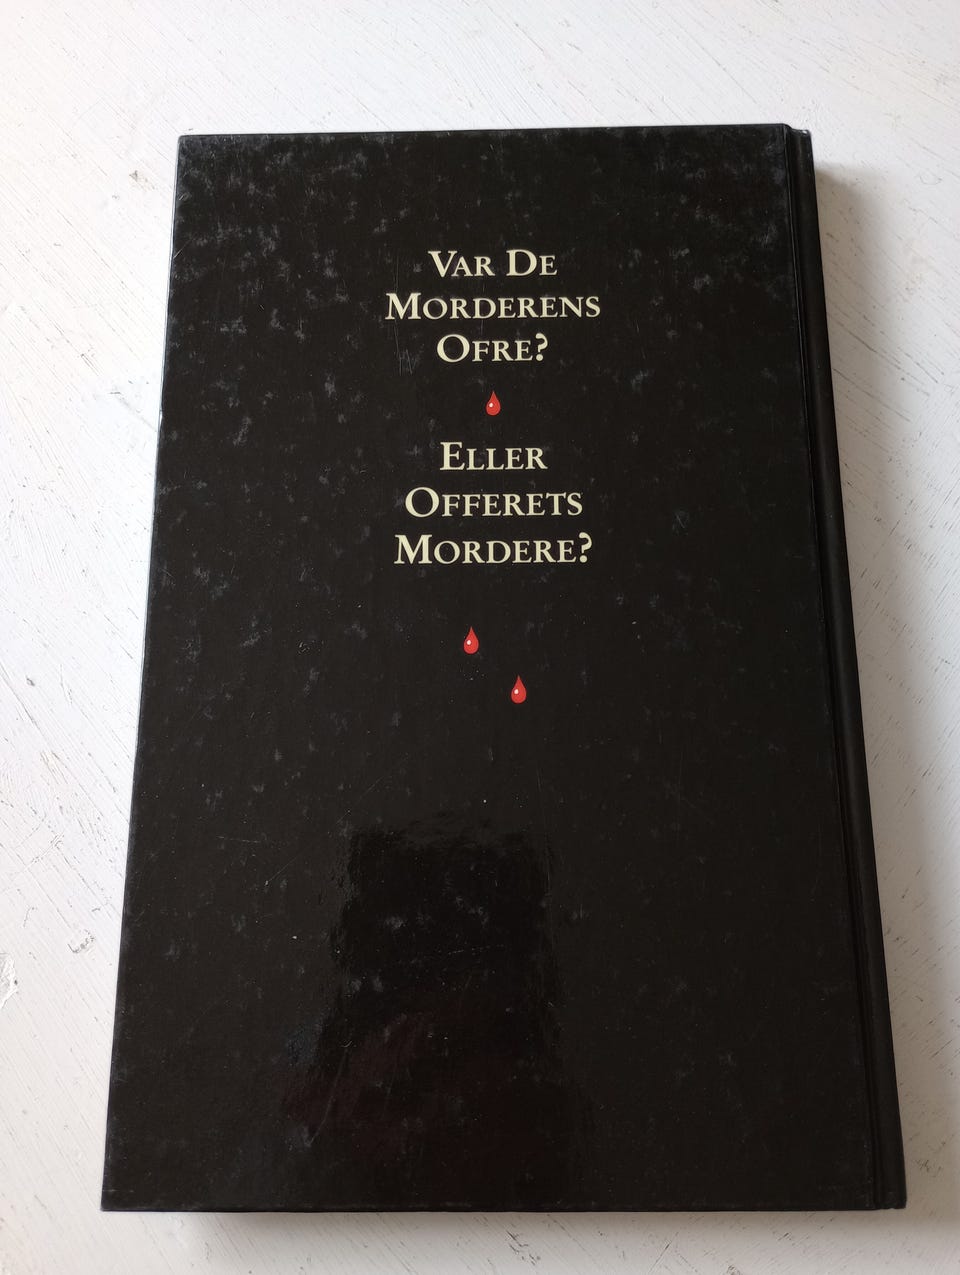 Var De
Morderens
Ofre?
Eller
Offerets
Mordere?